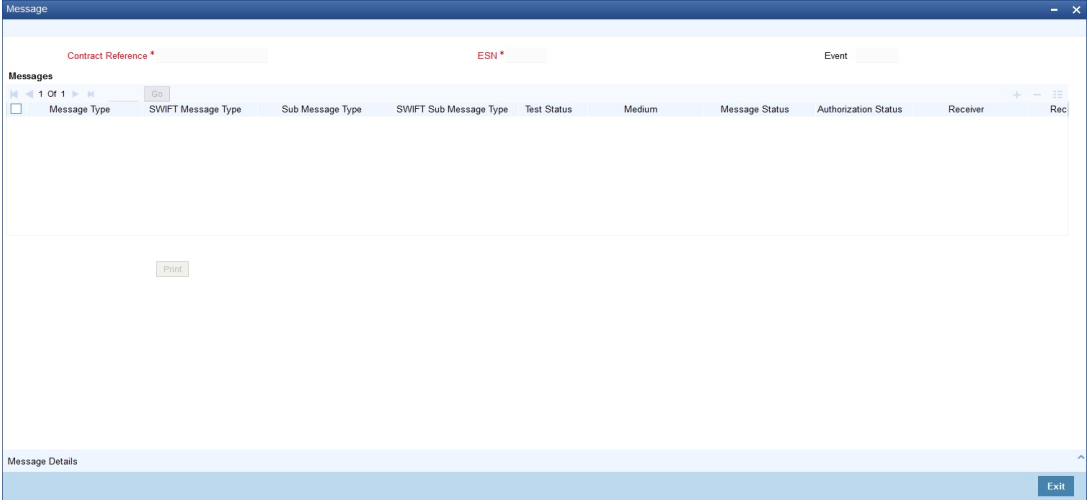 Message
Contract Reference * ESN * Event
Messages
1 Of 1 Go
Message Type SWIFT Message Type Sub Message Type SWIFT Sub Message Type Test Status Medium Message Status Authorization Status Receiver Rec
Print
Message Details
Exit